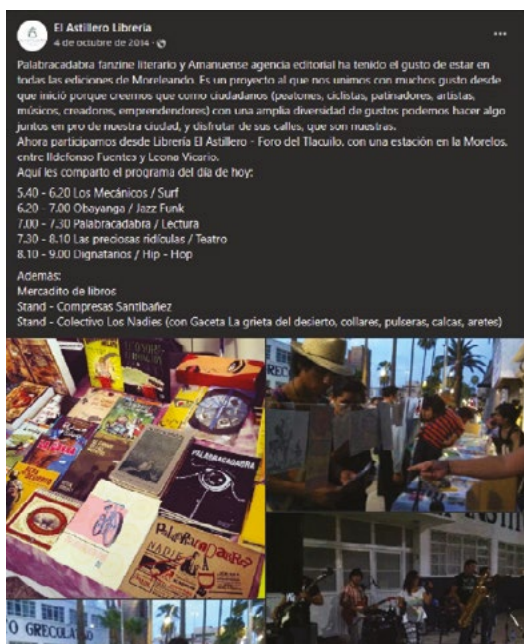 El Astillero Librería
4 de octubre de 2014 ·
Palabracadabra fanzine literario y Amanuense agencia editorial ha tenido el gusto de estar en
todas las ediciones de Moreleando. Es un proyecto al que nos unimos con muchos gusto desde
que inició porque creemos que como ciudadanos (peatones, ciclistas, patinadores, artistas,
músicos, creadores, emprendendores) con una amplia diversidad de gustos podemos hacer algo
juntos en pro de nuestra ciudad, y disfrutar de sus calles, que son nuestras.
Ahora participamos desde Librería El Astillero - Foro del Tlacuilo, con una estación en la Morelos,
entre Ildefonso Fuentes y Leona Vicario.
Aquí les comparto el programa del día de hoy:
5.40 - 6.20 Los Mecánicos / Surf
6.20 - 7.00 Obayanga / Jazz Funk
7.00 - 7.30 Palabracadabra / Lectura
7.30 - 8.10 Las preciosas ridículas / Teatro
8.10 - 9.00 Dignatarios / Hip - Hop
Además:
Mercadito de libros
Stand - Compresas Santibañez
Stand - Colectivo Los Nadies (con Gaceta La grieta del desierto, collares, pulseras, calcas, aretes)
PALABRACADABRA
NADIE